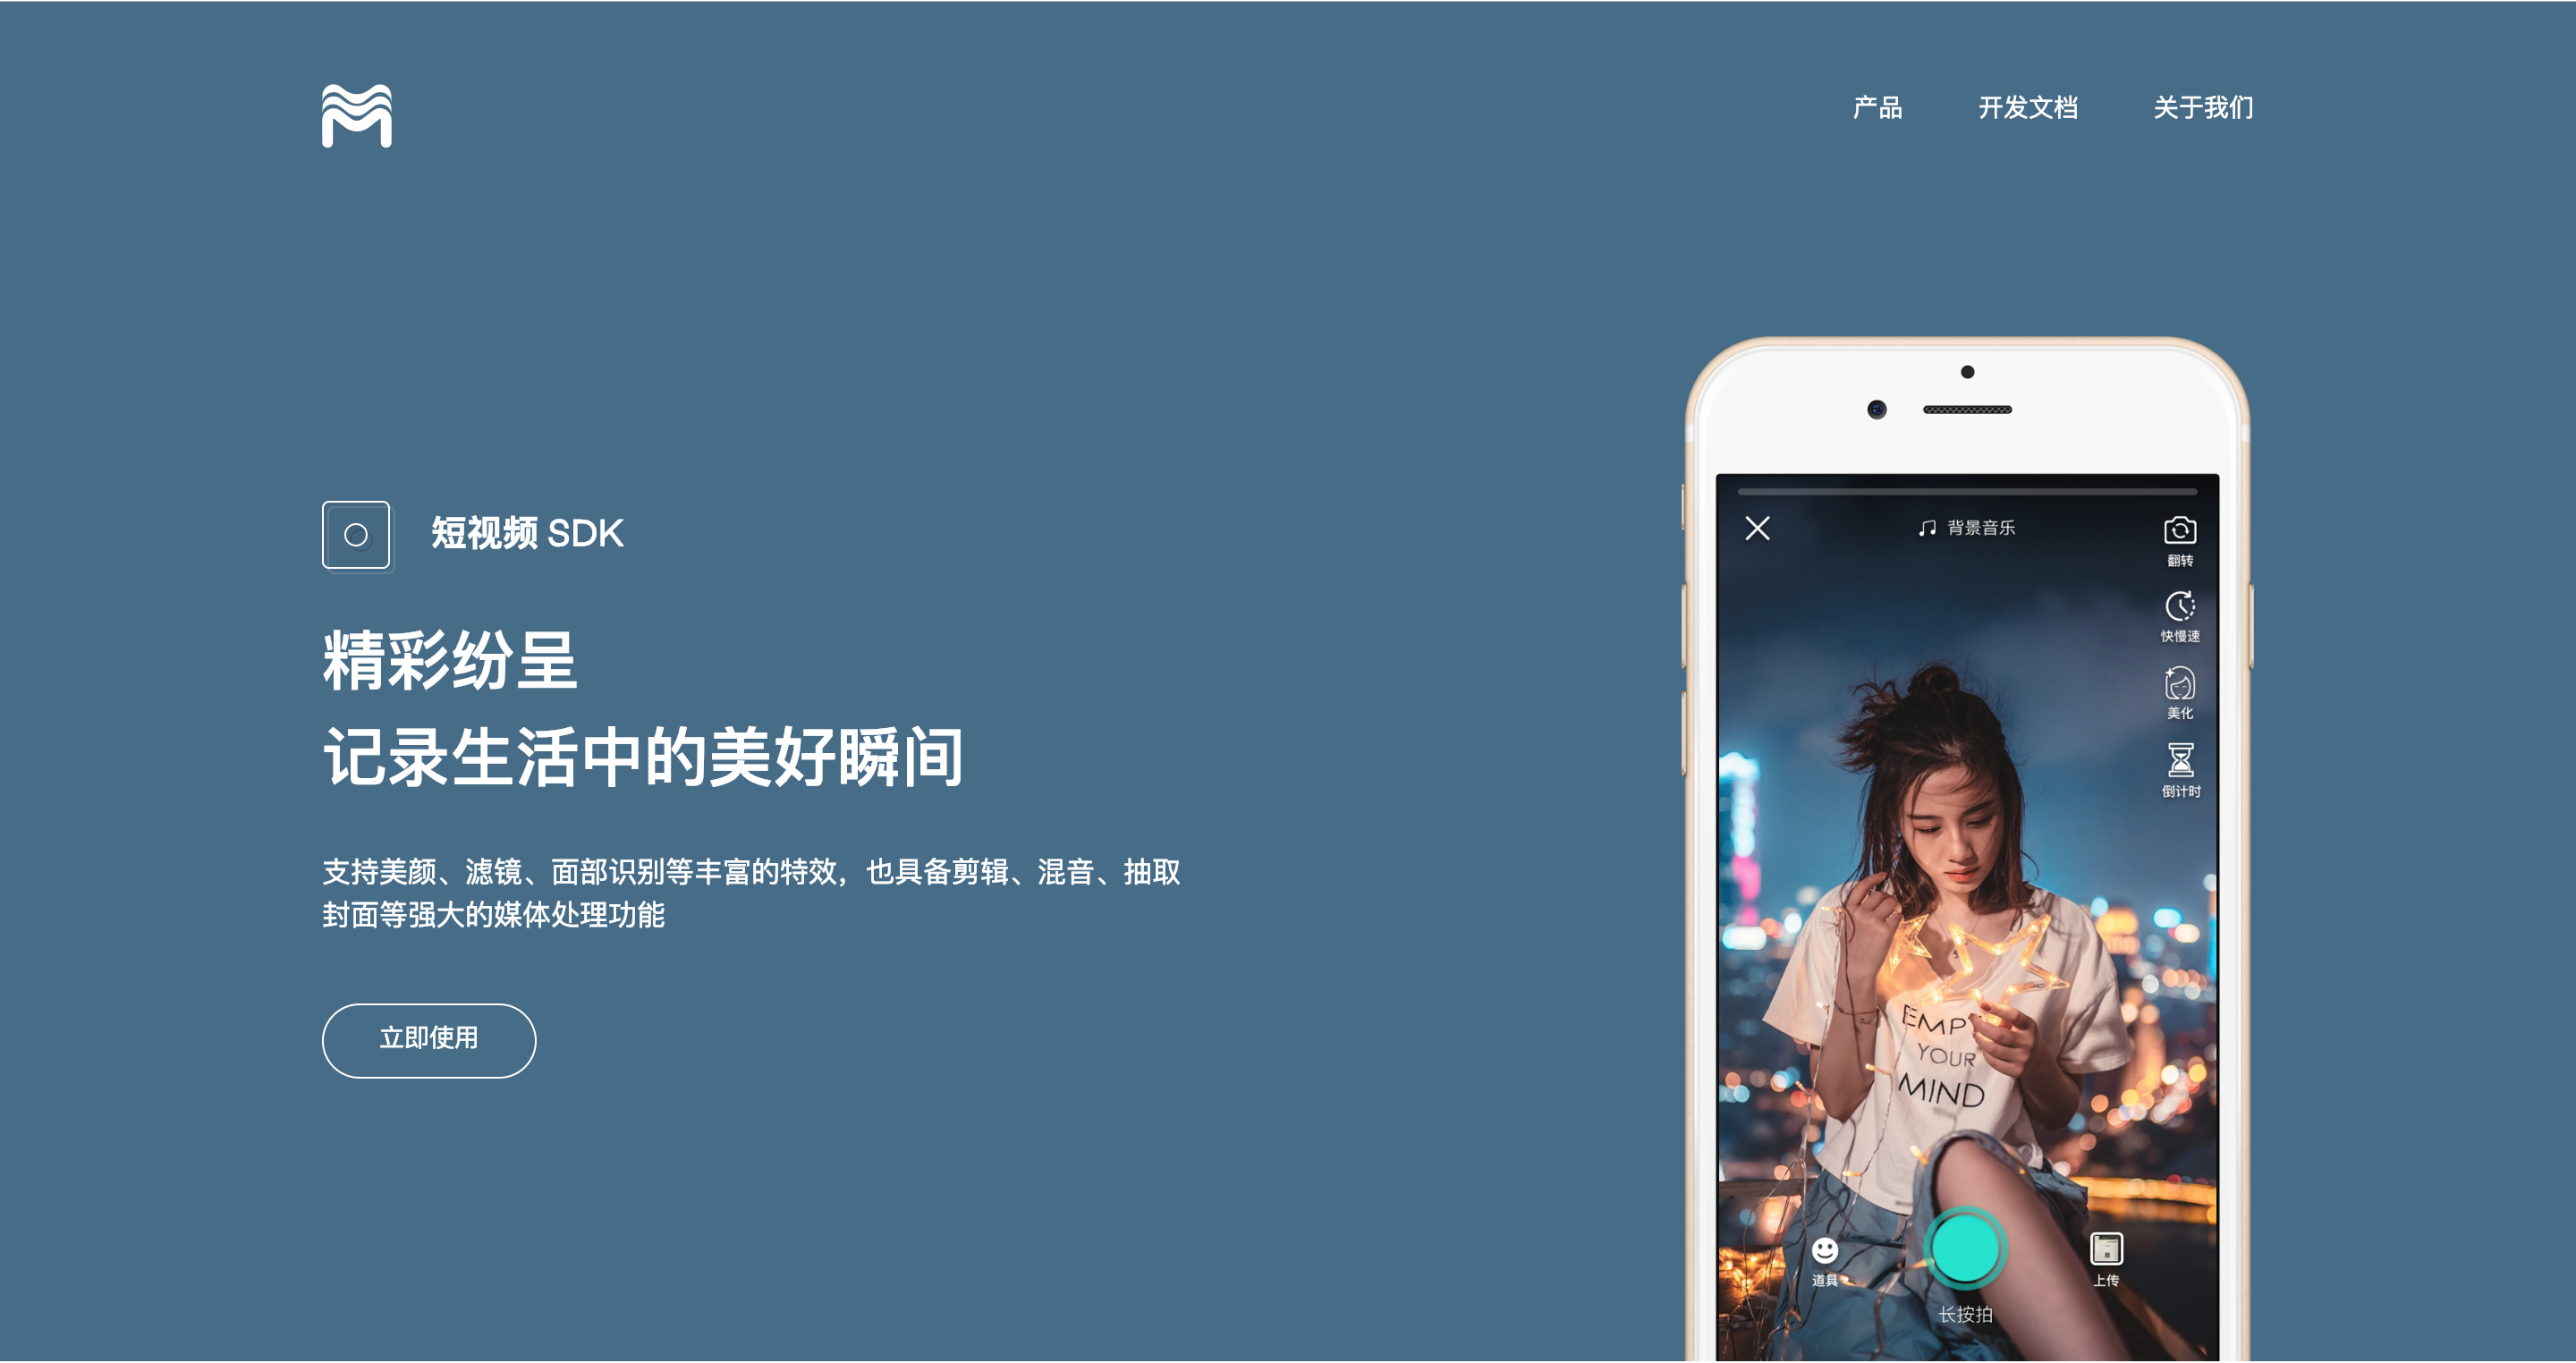 产品 开发文档 关于我们
短视频 SDK
精彩纷呈
记录生活中的美好瞬间
支持美颜、滤镜、面部识别等丰富的特效，也具备剪辑、混音、抽取
封面等强大的媒体处理功能
立即使用
背景音乐
翻转
快慢速
美化
倒计时
EMPTY
YOUR
MIND
道具
上传
长按拍